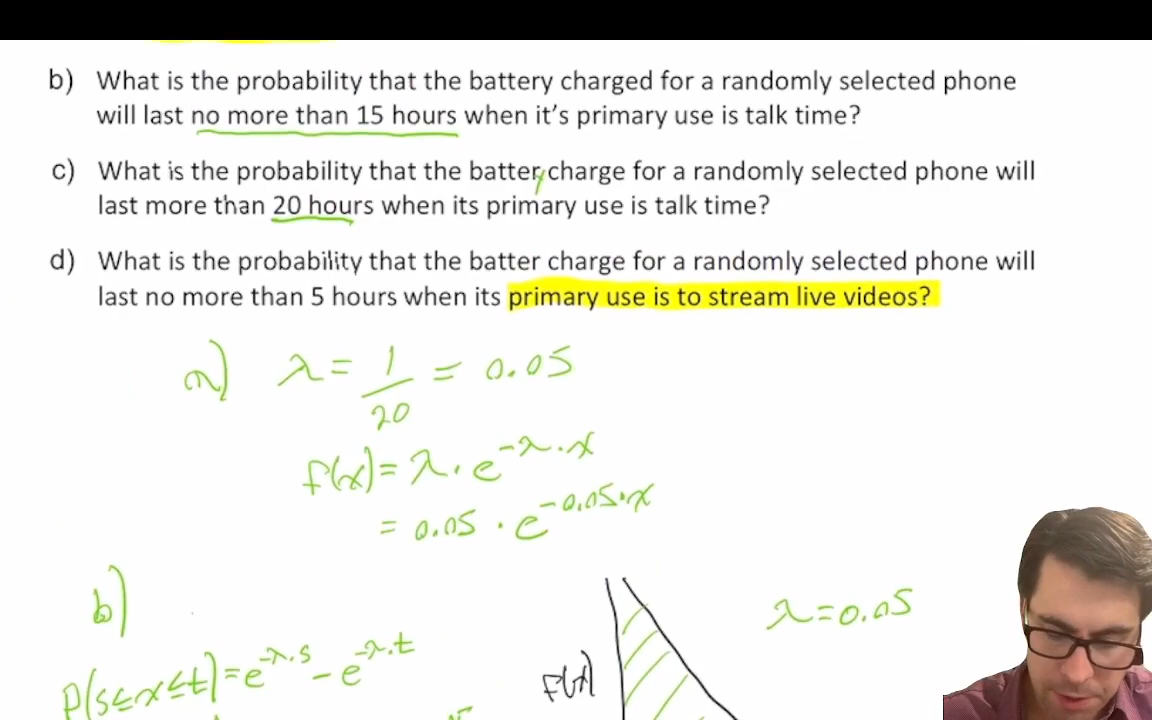 b) What is the probability that the battery charged for a randomly selected phone
will last no more than 15 hours when it's primary use is talk time?
c) What is the probability that the battery charge for a randomly selected phone will
last more than 20 hours when its primary use is talk time?
d) What is the probability that the batter charge for a randomly selected phone will
last no more than 5 hours when its primary use is to stream live videos?
a) λ = 1/20 = 0.05
f(x) = λ · e^-λ·x
= 0.05 · e^-0.05·x
b)
λ = 0.05
P(s≤x≤t) = e^-λ·s - e^-λ·t
f(x)